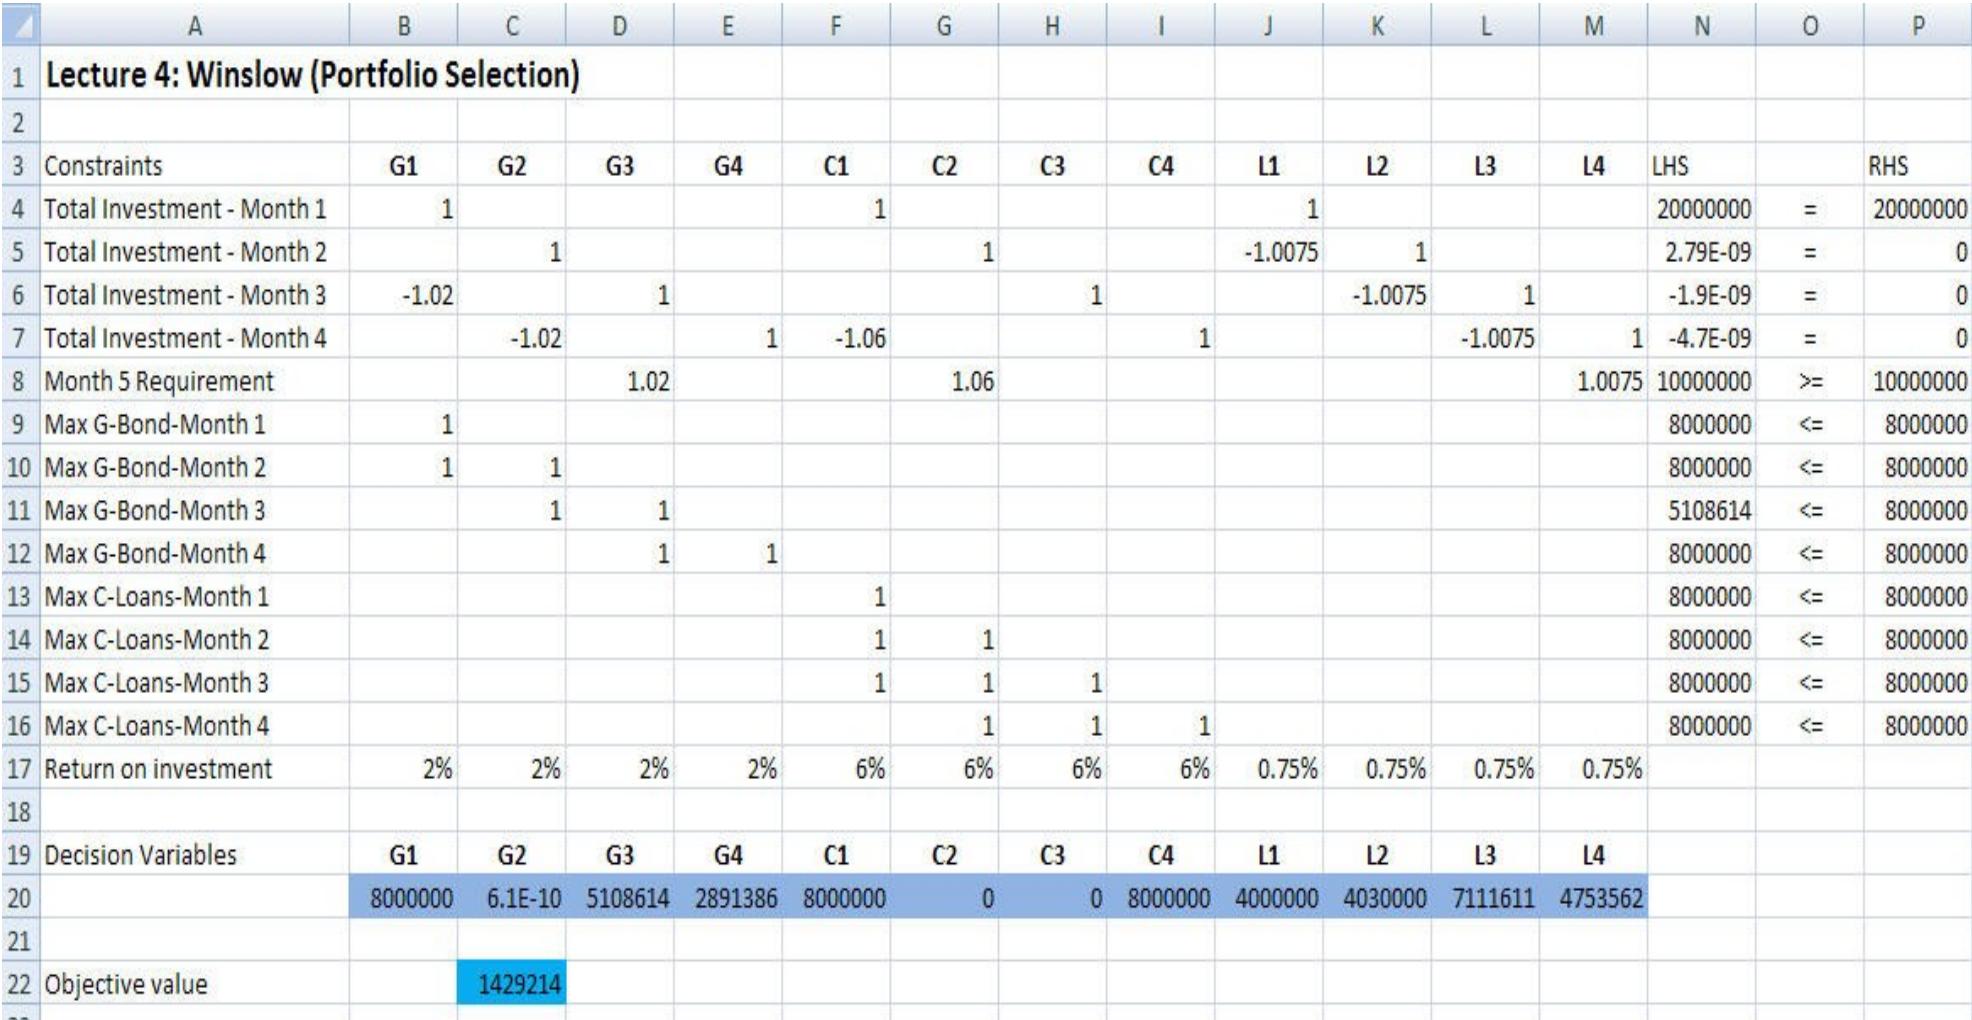 A B C D E F G H I J K L M N O P
1 Lecture 4: Winslow (Portfolio Selection)
2
3 Constraints G1 G2 G3 G4 C1 C2 C3 C4 L1 L2 L3 L4 LHS RHS
4 Total Investment - Month 1 1 1 1 20000000 = 20000000
5 Total Investment - Month 2 1 1 -1.0075 1 2.79E-09 = 0
6 Total Investment - Month 3 -1.02 1 1 -1.0075 1 -1.9E-09 = 0
7 Total Investment - Month 4 -1.02 1 -1.06 1 -1.0075 1 -4.7E-09 = 0
8 Month 5 Requirement 1.02 1.06 1.0075 10000000 >= 10000000
9 Max G-Bond-Month 1 1 8000000 <= 8000000
10 Max G-Bond-Month 2 1 1 8000000 <= 8000000
11 Max G-Bond-Month 3 1 1 5108614 <= 8000000
12 Max G-Bond-Month 4 1 1 8000000 <= 8000000
13 Max C-Loans-Month 1 1 8000000 <= 8000000
14 Max C-Loans-Month 2 1 1 8000000 <= 8000000
15 Max C-Loans-Month 3 1 1 1 8000000 <= 8000000
16 Max C-Loans-Month 4 1 1 1 8000000 <= 8000000
17 Return on investment 2% 2% 2% 2% 6% 6% 6% 6% 0.75% 0.75% 0.75% 0.75%
18
19 Decision Variables G1 G2 G3 G4 C1 C2 C3 C4 L1 L2 L3 L4
20 8000000 6.1E-10 5108614 2891386 8000000 0 0 8000000 4000000 4030000 7111611 4753562
21
22 Objective value 1429214